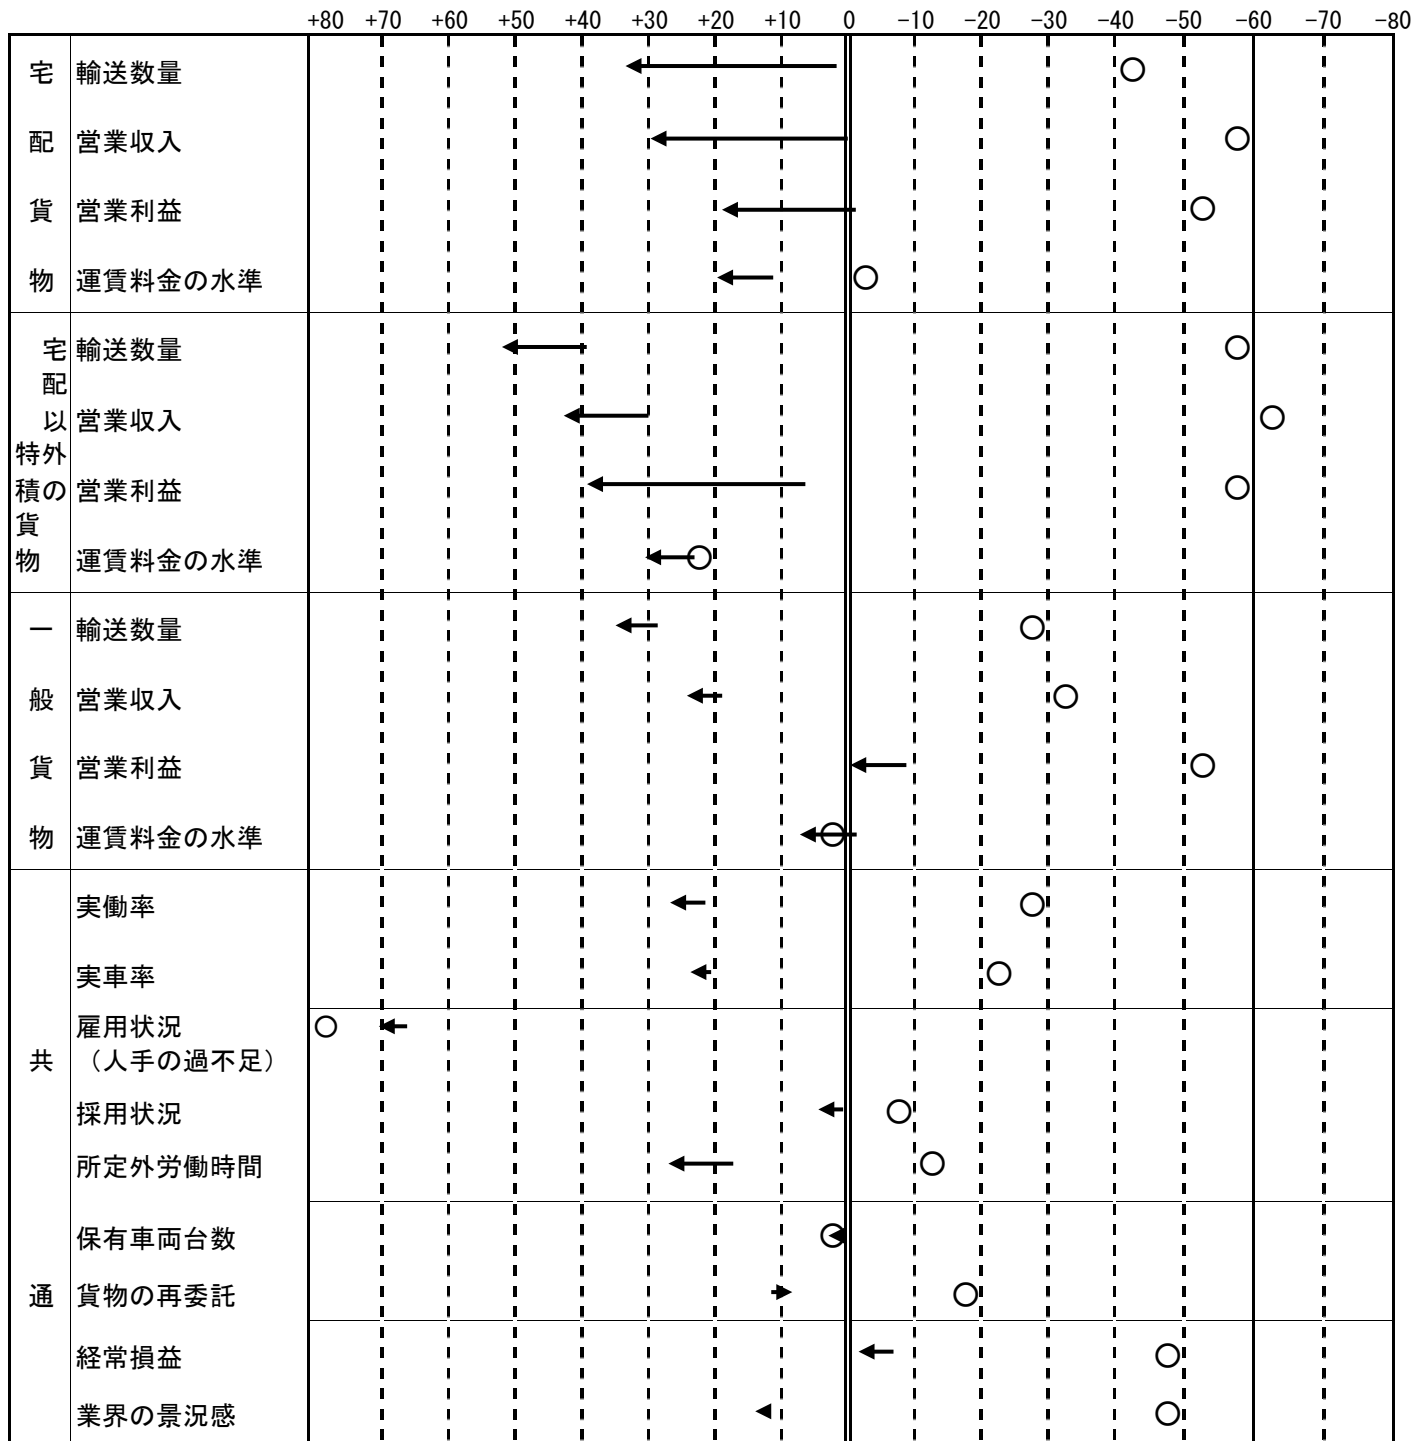 +80 +70 +60 +50 +40 +30 +20 +10 0 −10 −20 −30 −40 −50 −60 −70 −80
宅配貨物
輸送数量
営業収入
営業利益
運賃料金の水準
宅配以外の
特積貨物
輸送数量
営業収入
営業利益
運賃料金の水準
一般貨物
輸送数量
営業収入
営業利益
運賃料金の水準
共通
実働率
実車率
雇用状況
（人手の過不足）
採用状況
所定外労働時間
保有車両台数
貨物の再委託
経常損益
業界の景況感